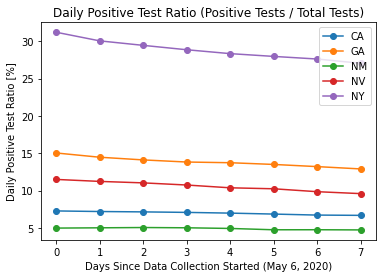 Daily Positive Test Ratio (Positive Tests / Total Tests)
Daily Positive Test Ratio [%]
30
25
20
15
10
5
CA
GA
NM
NV
NY
0 1 2 3 4 5 6 7
Days Since Data Collection Started (May 6, 2020)